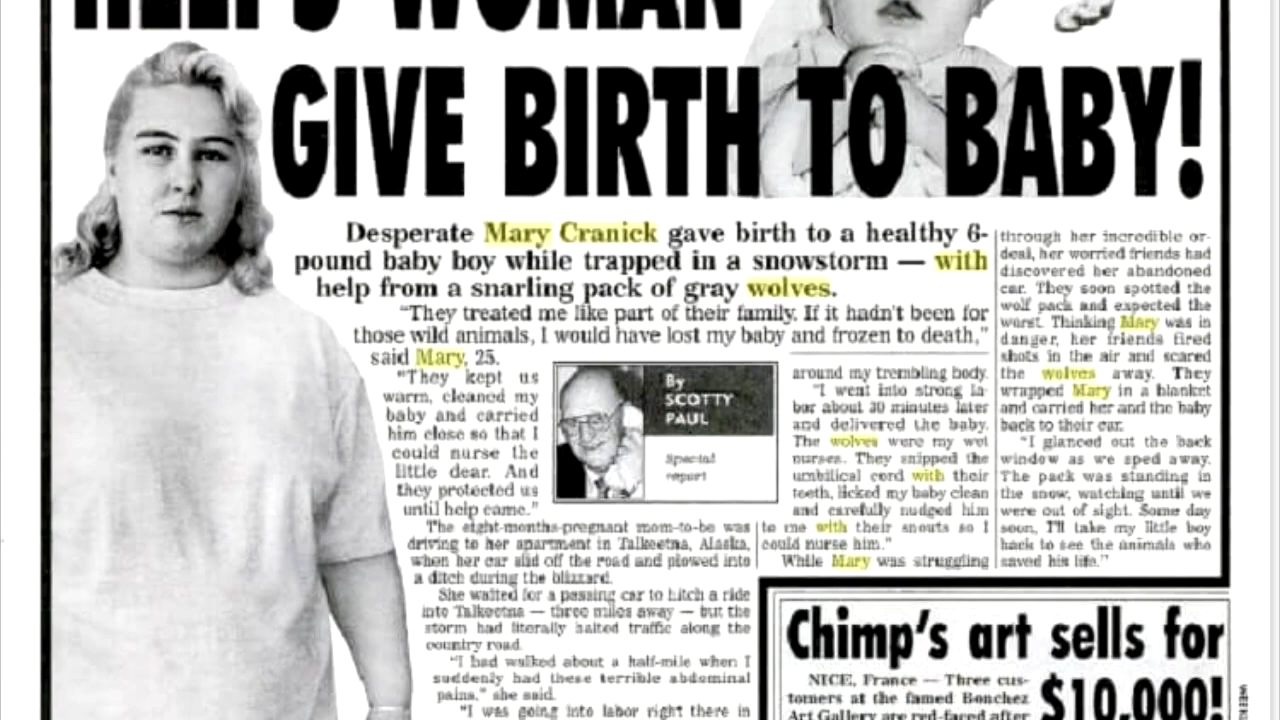 HELPS WOMAN
GIVE BIRTH TO BABY!
Desperate Mary Cranick gave birth to a healthy 6-
pound baby boy while trapped in a snowstorm — with
help from a snarling pack of gray wolves.
"They treated me like part of their family. If it hadn't been for
those wild animals, I would have lost my baby and frozen to death,"
said Mary, 25.
"They kept us
warm, cleaned my
baby and carried
him close so that I
could nurse the
little dear. And
they protected us
until help came."
The eight-months-pregnant mom-to-be was
driving to her apartment in Talkeetna, Alaska,
when her car slid off the road and plowed into
a ditch during the blizzard.
She waited for a passing car to hitch a ride
into Talkeetna — three miles away — but the
storm had literally halted traffic along the
country road.
"I had walked about a half-mile when I
suddenly had these terrible abdominal
pains," she said.
"I was going into labor right there in
By
SCOTTY
PAUL
Special
report
around my trembling body.
"I went into strong la-
bor about 30 minutes later
and delivered the baby.
The wolves were my wet
nurses. They snipped the
umbilical cord with their
teeth, licked my baby clean
and carefully nudged him
to me with their snouts so I
could nurse him."
While Mary was struggling
through her incredible or-
deal, her worried friends had
discovered her abandoned
car. They soon spotted the
wolf pack and expected the
worst. Thinking Mary was in
danger, her friends fired
shots in the air and scared
the wolves away. They
wrapped Mary in a blanket
and carried her and the baby
back to their car.
"I glanced out the back
window as we sped away.
The pack was standing in
the snow, watching until we
were out of sight. Some day
soon, I'll take my little boy
back to see the animals who
saved his life."
Chimp's art sells for
$10,000!
NICE, France — Three cus-
tomers at the famed Bonchez
Art Gallery are red-faced after